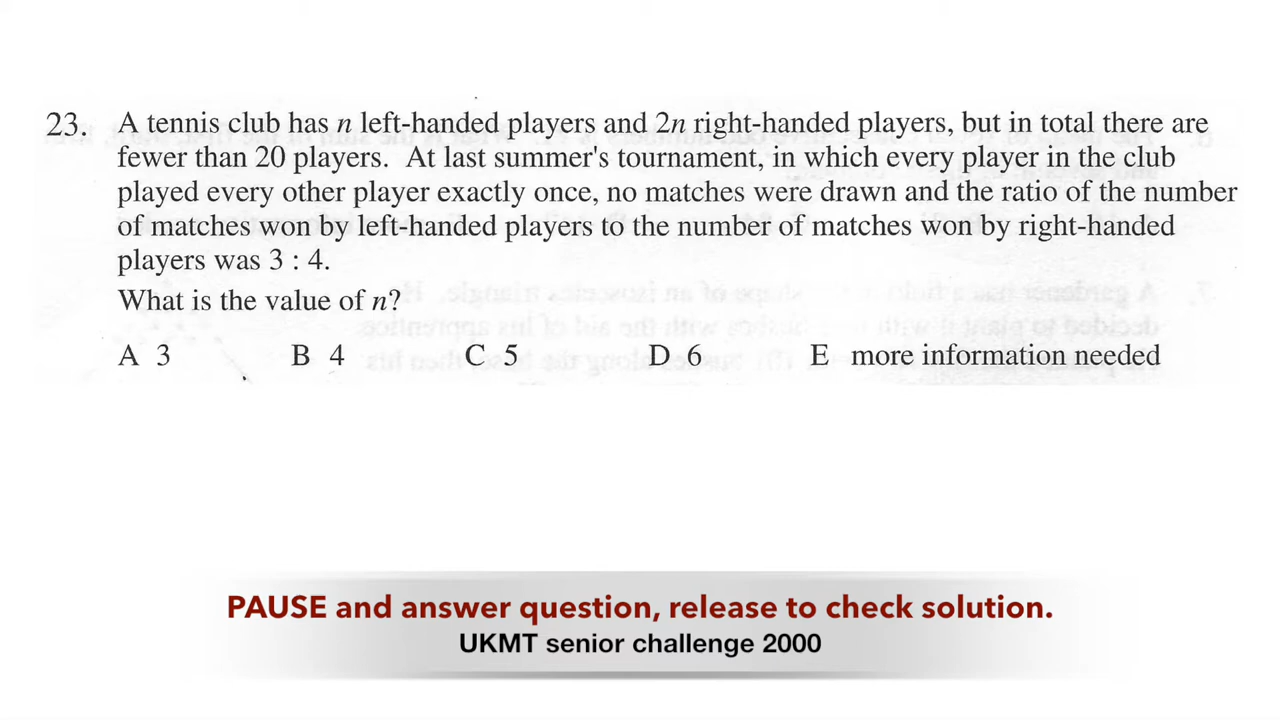 23. A tennis club has n left-handed players and 2n right-handed players, but in total there are
fewer than 20 players. At last summer's tournament, in which every player in the club
played every other player exactly once, no matches were drawn and the ratio of the number
of matches won by left-handed players to the number of matches won by right-handed
players was 3 : 4.
What is the value of n?
A 3 B 4 C 5 D 6 E more information needed
PAUSE and answer question, release to check solution.
UKMT senior challenge 2000